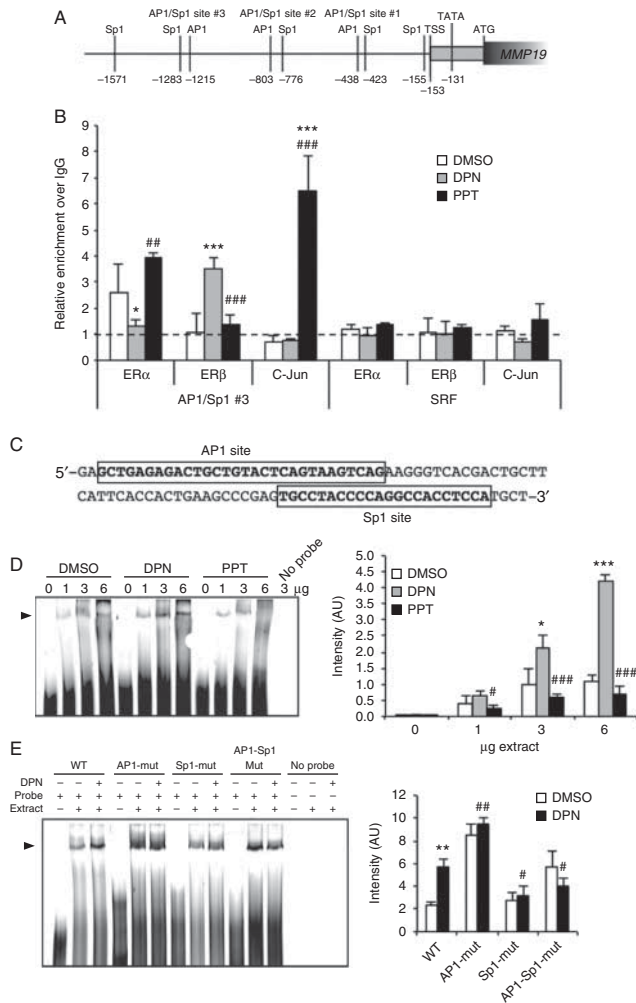 A
AP1/Sp1 site #3 AP1/Sp1 site #2 AP1/Sp1 site #1 TATA
Sp1 Sp1 AP1 AP1 Sp1 AP1 Sp1 Sp1 TSS ATG
MMP19
–1571 –1283 –1215 –803 –776 –438 –423 –155 –131
–153
B
Relative enrichment over IgG
9
8
7
6
5
4
3
2
1
0
* ## *** ### *** ###
DMSO
DPN
PPT
ERα ERβ C-Jun ERα ERβ C-Jun
AP1/Sp1 #3 SRF
C
AP1 site
5′–GAGCTGAGAGACTGCTGTACTCAGTAAGTCAGAAGGGTCACGACTGCTT
CATTCACCACTGAAGCCCGAGTGCCTACCCCAGGCCACCTCCATGCT–3′
Sp1 site
D
DMSO DPN PPT No probe
0 1 3 6 0 1 3 6 0 1 3 6 3 μg
Intensity (AU)
5.0
4.5
4.0
3.5
3.0
2.5
2.0
1.5
1.0
0.5
0.0
DMSO
DPN
PPT
# * ### *** ###
0 1 3 6
μg extract
E
AP1-Sp1
WT AP1-mut Sp1-mut Mut No probe
DPN – – + – – + – – + – – + – – +
Probe + + + + + + + + + + + + – – –
Extract – + + – + + – + + – + + – + +
Intensity (AU)
12
10
8
6
4
2
0
DMSO
DPN
** ## # #
WT
AP1-mut
Sp1-mut
AP1-Sp1-mut